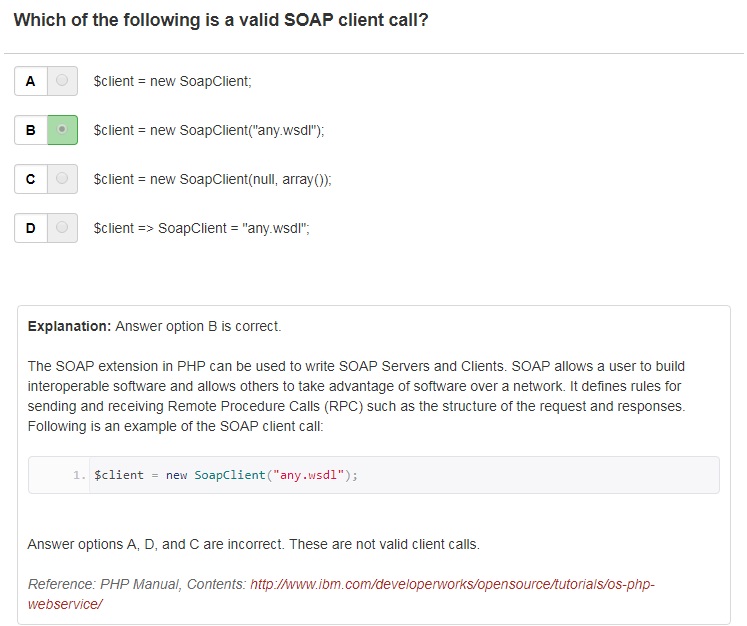 Which of the following is a valid SOAP client call?
A $client = new SoapClient;
B $client = new SoapClient("any.wsdl");
C $client = new SoapClient(null, array());
D $client => SoapClient = "any.wsdl";
Explanation: Answer option B is correct.
The SOAP extension in PHP can be used to write SOAP Servers and Clients. SOAP allows a user to build
interoperable software and allows others to take advantage of software over a network. It defines rules for
sending and receiving Remote Procedure Calls (RPC) such as the structure of the request and responses.
Following is an example of the SOAP client call:
1. $client = new SoapClient("any.wsdl");
Answer options A, D, and C are incorrect. These are not valid client calls.
Reference: PHP Manual, Contents: http://www.ibm.com/developerworks/opensource/tutorials/os-php-
webservice/